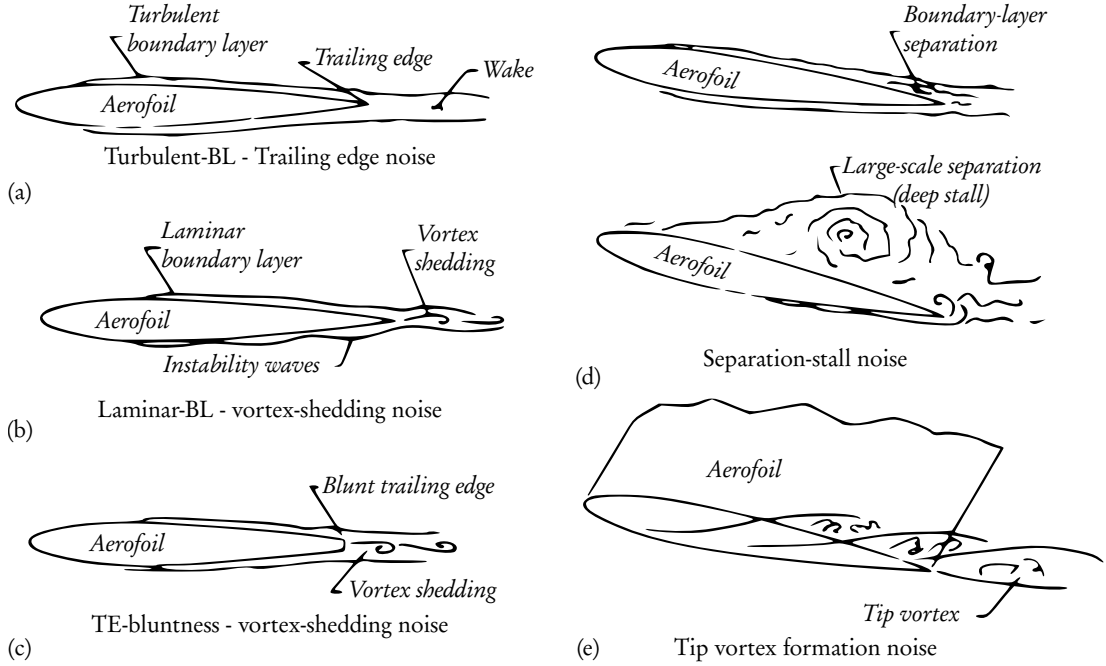 Turbulent
boundary layer
Trailing edge
Wake
Aerofoil
Turbulent-BL - Trailing edge noise
(a)
Laminar
boundary layer
Vortex
shedding
Aerofoil
Instability waves
Laminar-BL - vortex-shedding noise
(b)
Blunt trailing edge
Aerofoil
Vortex shedding
TE-bluntness - vortex-shedding noise
(c)
Boundary-layer
separation
Aerofoil
Large-scale separation
(deep stall)
Aerofoil
Separation-stall noise
(d)
Aerofoil
Tip vortex
Tip vortex formation noise
(e)